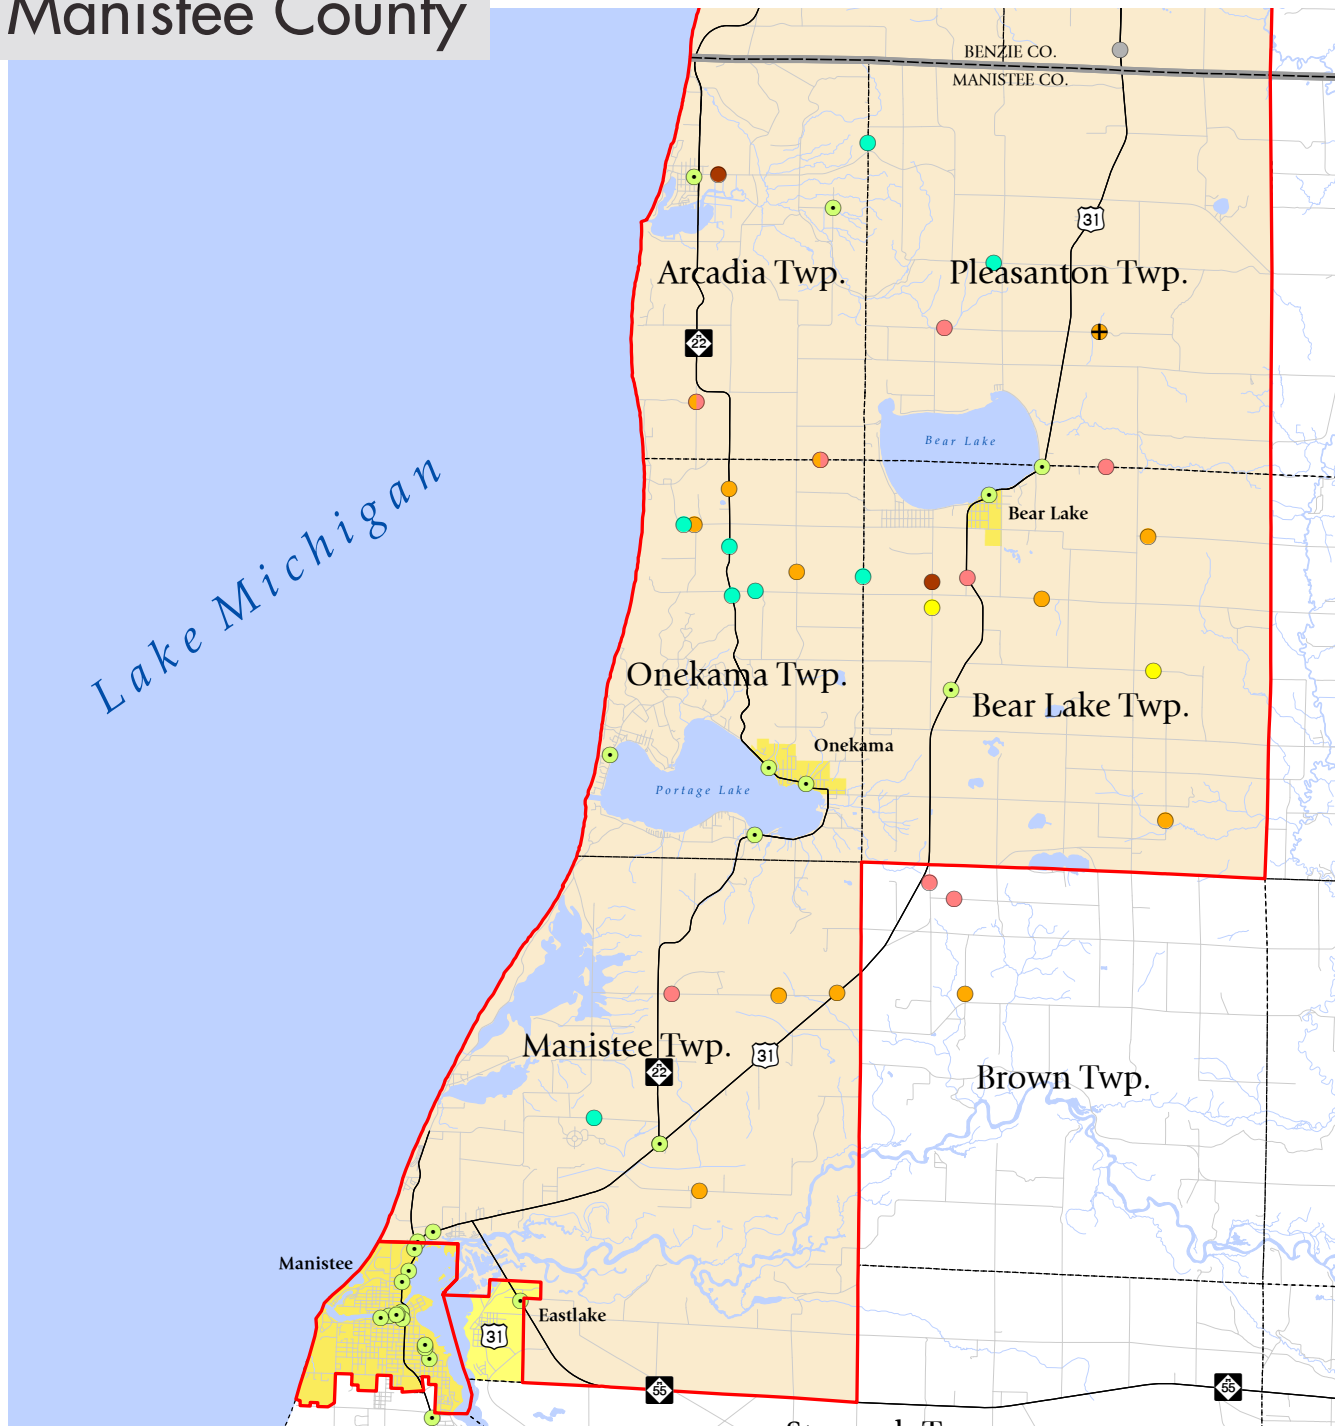 Manistee County
BENZIE CO.
MANISTEE CO.
31
Arcadia Twp.
Pleasanton Twp.
M
22
Bear Lake
Lake Michigan
Bear Lake
Onekama Twp.
Bear Lake Twp.
Onekama
Portage Lake
Manistee Twp.
31
M
22
Brown Twp.
Manistee
Eastlake
31
M
55
M
55